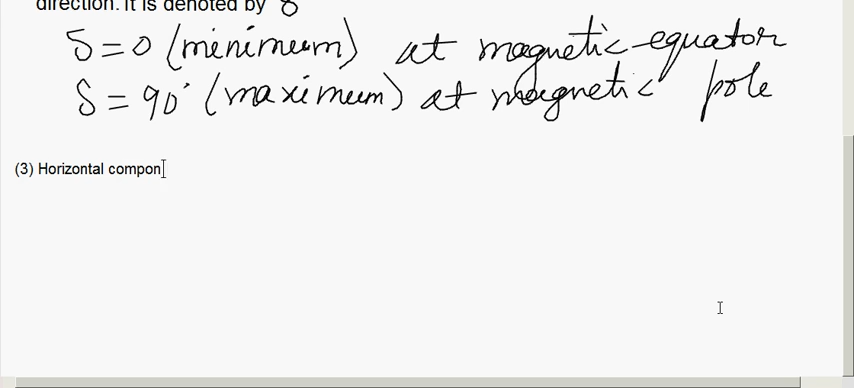 direction. It is denoted by δ
δ = 0 (minimum) at magnetic equator
δ = 90° (maximum) at magnetic pole
(3) Horizontal compon